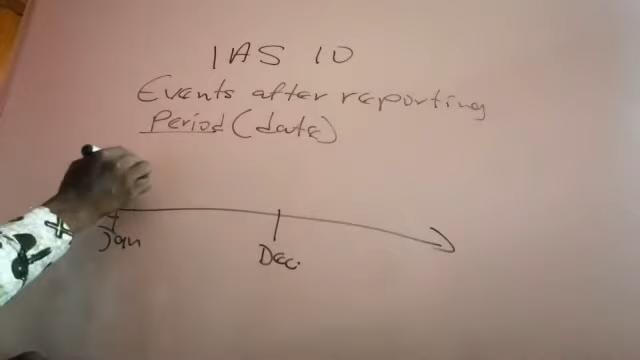 IAS 10
Events after reporting
Period (date)
Jan
Dec.